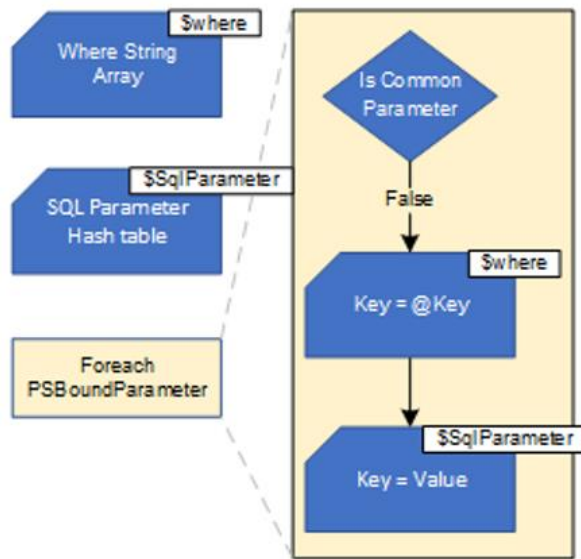 $where
Where String
Array
$SqlParameter
SQL Parameter
Hash table
Foreach
PSBoundParameter
Is Common
Parameter
False
$where
Key = @Key
$SqlParameter
Key = Value